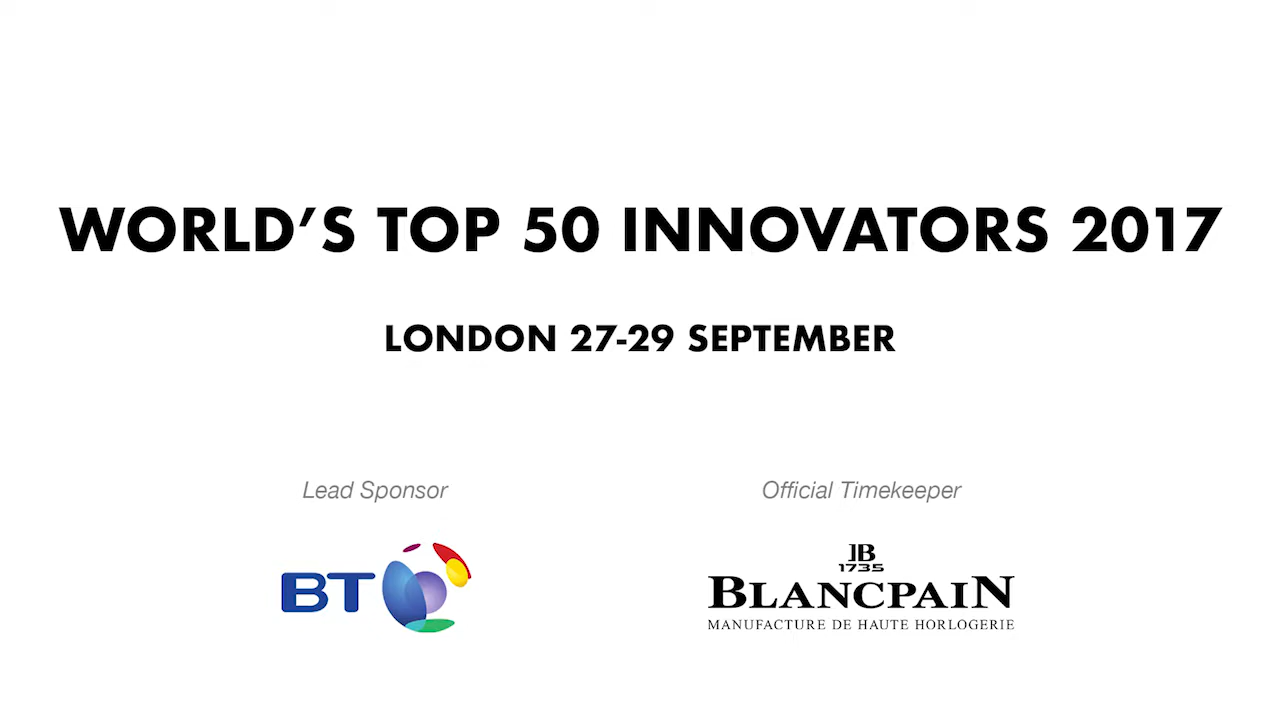 WORLD’S TOP 50 INNOVATORS 2017
LONDON 27-29 SEPTEMBER
Lead Sponsor
Official Timekeeper
BT
JB
1735
BLANCPAIN
MANUFACTURE DE HAUTE HORLOGERIE